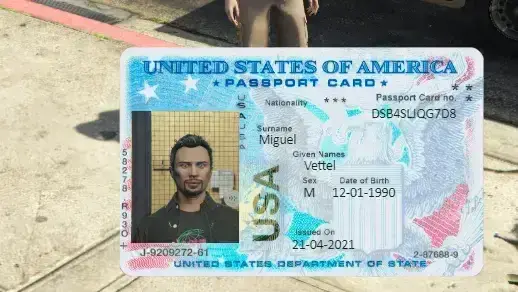 UNITED STATES OF AMERICA
PASSPORT CARD
Nationality
Passport Card no.
***
DSB4SLJQG7D8
Surname
Miguel
Given Names
Vettel
Sex
Date of Birth
M
12-01-1990
USA
Issued On
21-04-2021
J-9209272-61
2-87688-9
UNITED STATES DEPARTMENT OF STATE